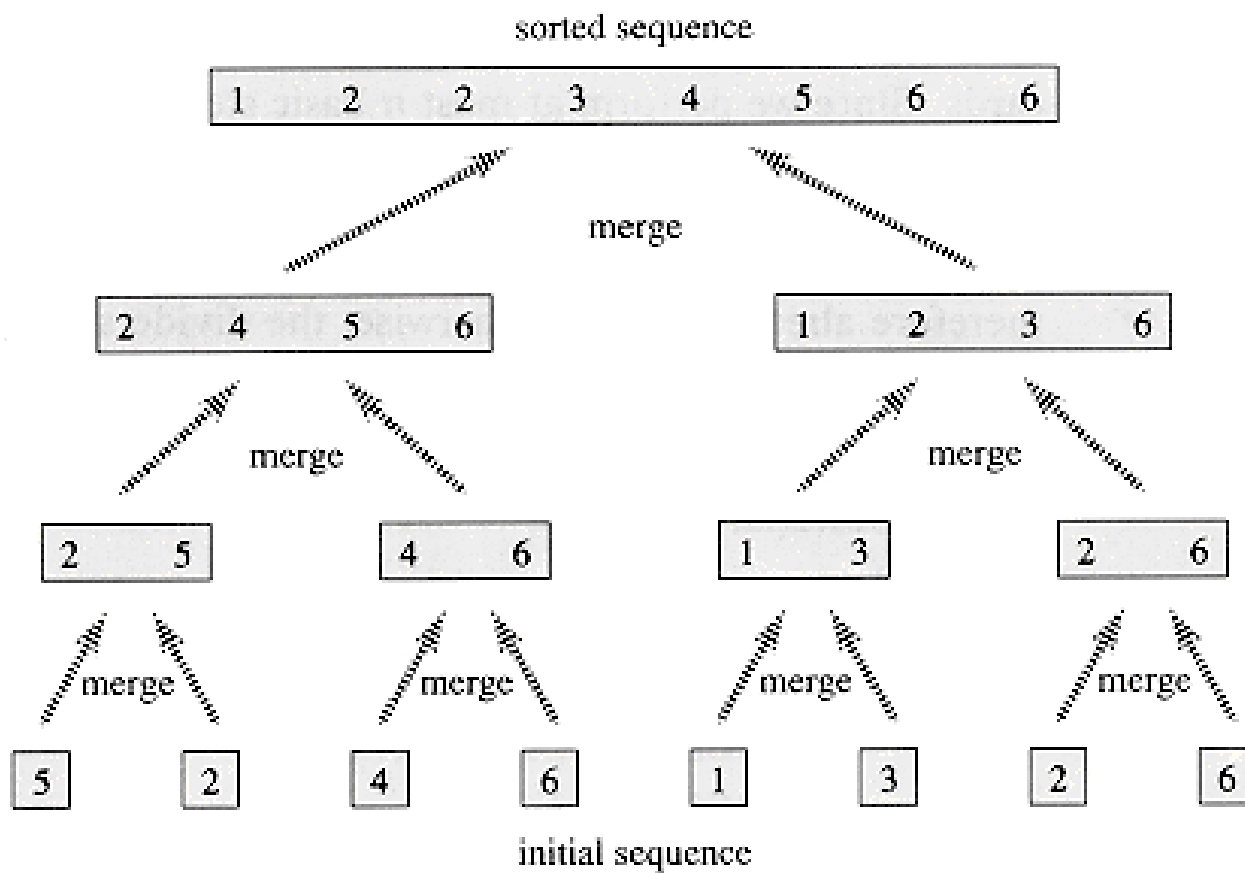 sorted sequence
1 2 2 3 4 5 6 6
merge
2 4 5 6 1 2 3 6
merge merge
2 5 4 6 1 3 2 6
merge merge merge merge
5 2 4 6 1 3 2 6
initial sequence